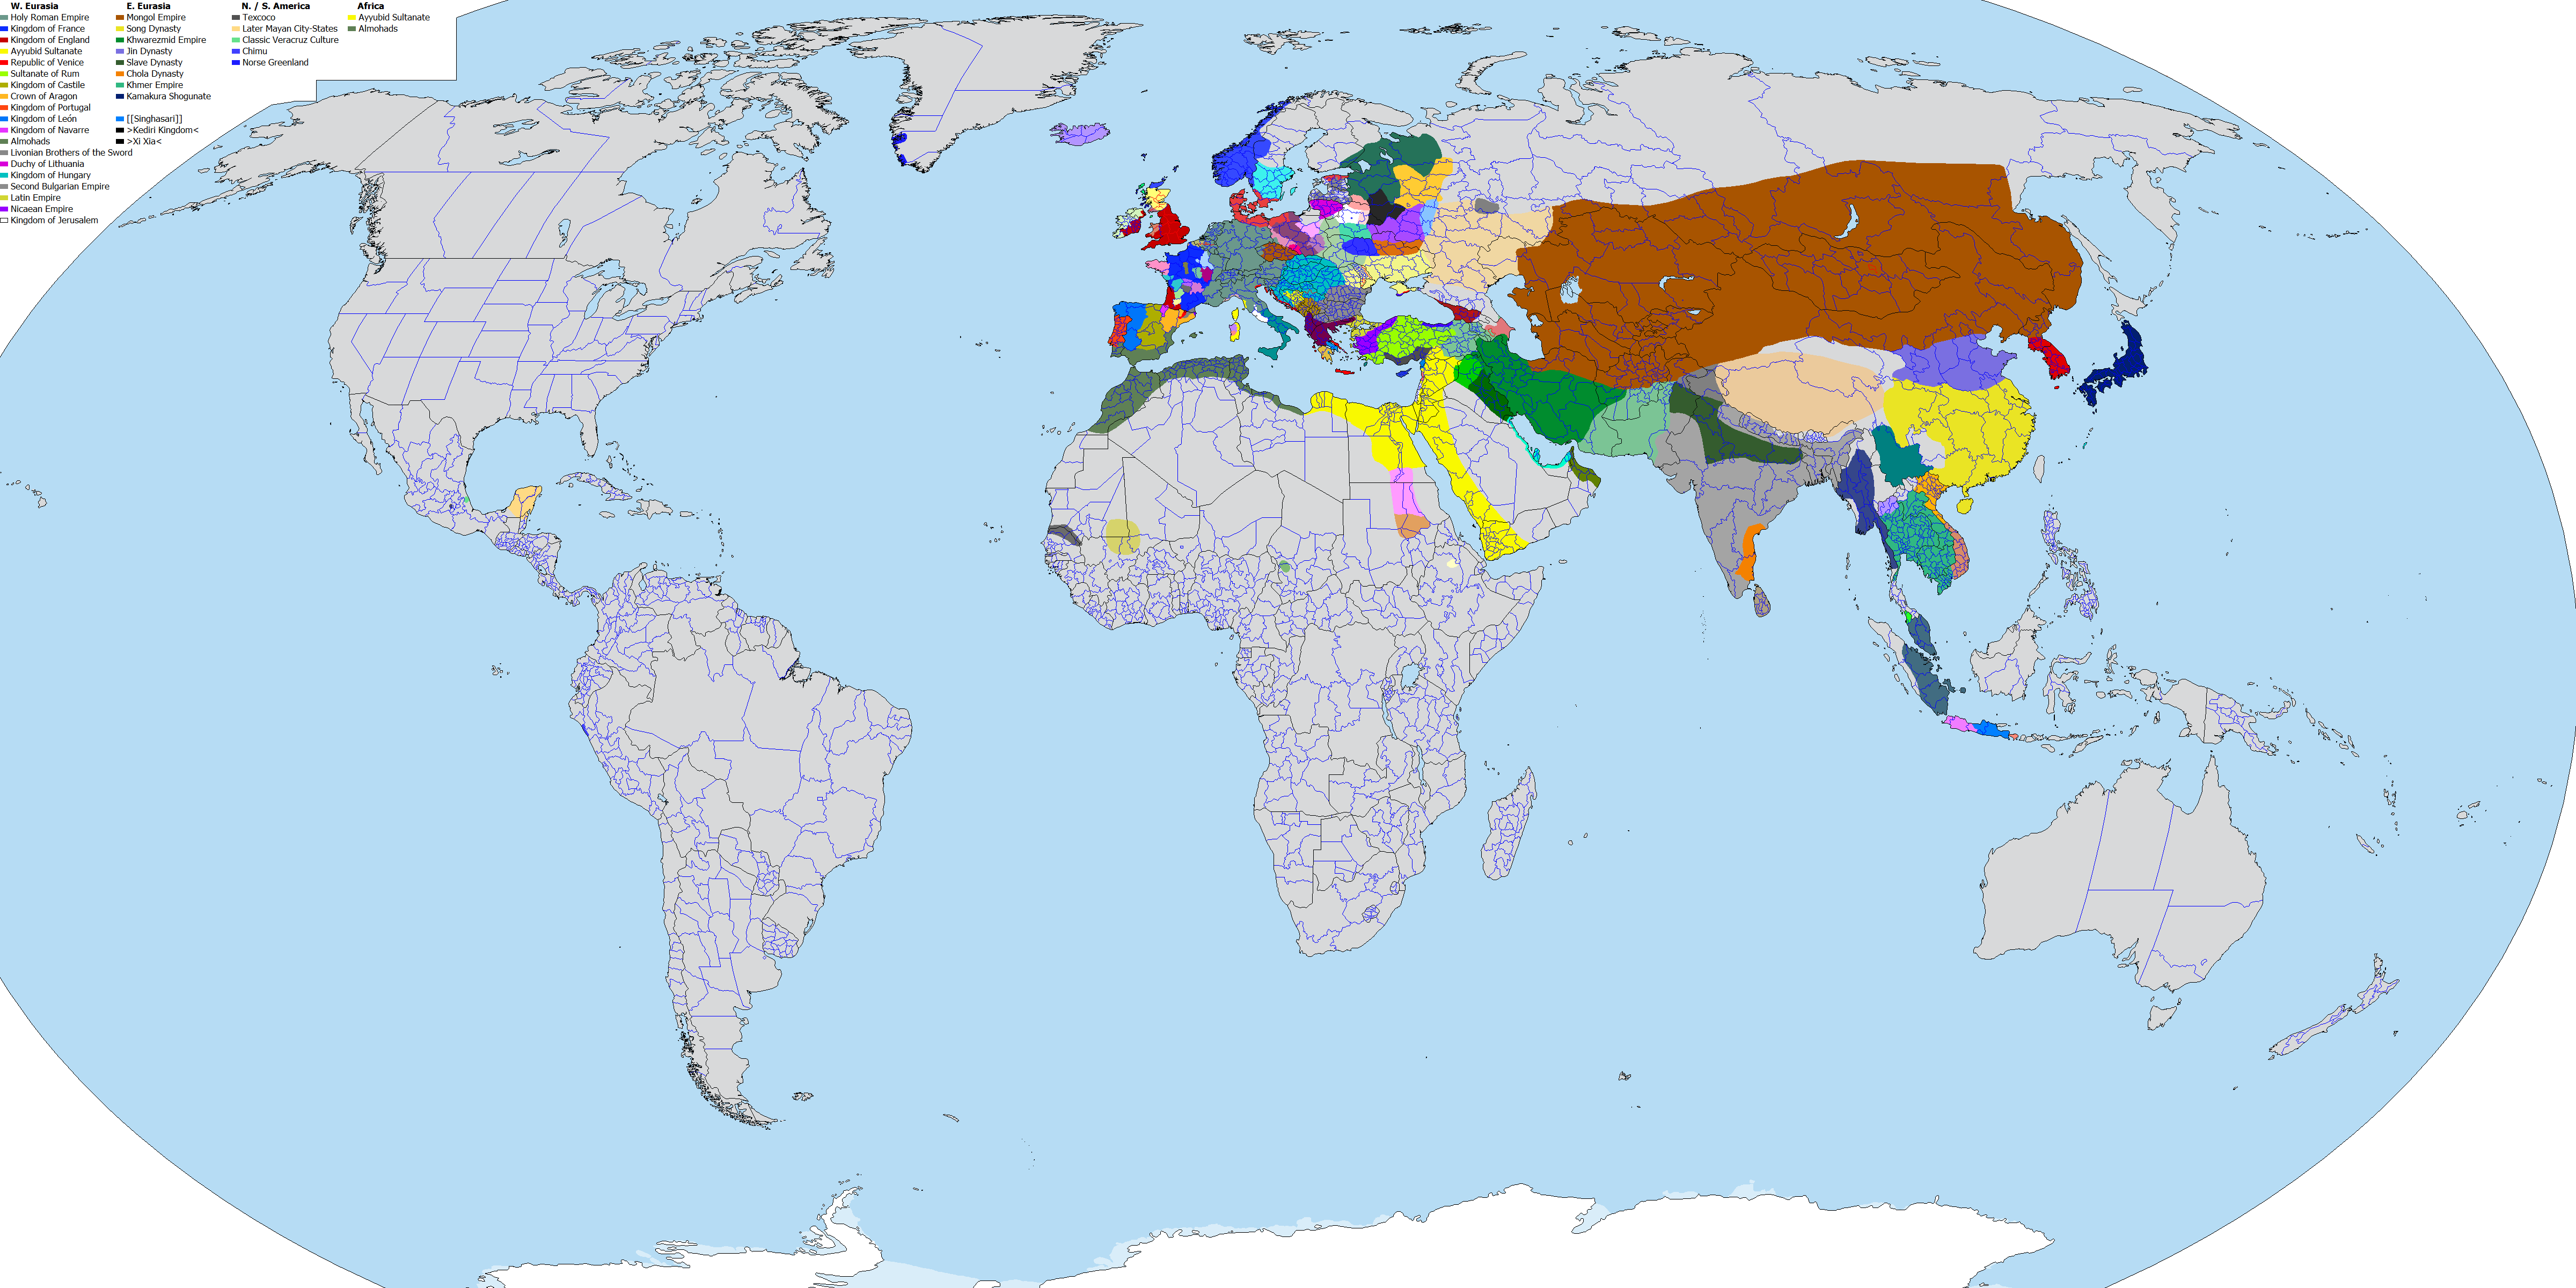 W. Eurasia
Holy Roman Empire
Kingdom of France
Kingdom of England
Ayyubid Sultanate
Republic of Venice
Sultanate of Rum
Kingdom of Castile
Crown of Aragon
Kingdom of Portugal
Kingdom of León
Kingdom of Navarre
Almohads
Livonian Brothers of the Sword
Duchy of Lithuania
Kingdom of Hungary
Second Bulgarian Empire
Latin Empire
Nicaean Empire
Kingdom of Jerusalem
E. Eurasia
Mongol Empire
Song Dynasty
Khwarezmid Empire
Jin Dynasty
Slave Dynasty
Chola Dynasty
Khmer Empire
Kamakura Shogunate
[[Singhasari]]
>Kediri Kingdom<
>Xi Xia<
N. / S. America
Texcoco
Later Mayan City-States
Classic Veracruz Culture
Chimu
Norse Greenland
Africa
Ayyubid Sultanate
Almohads